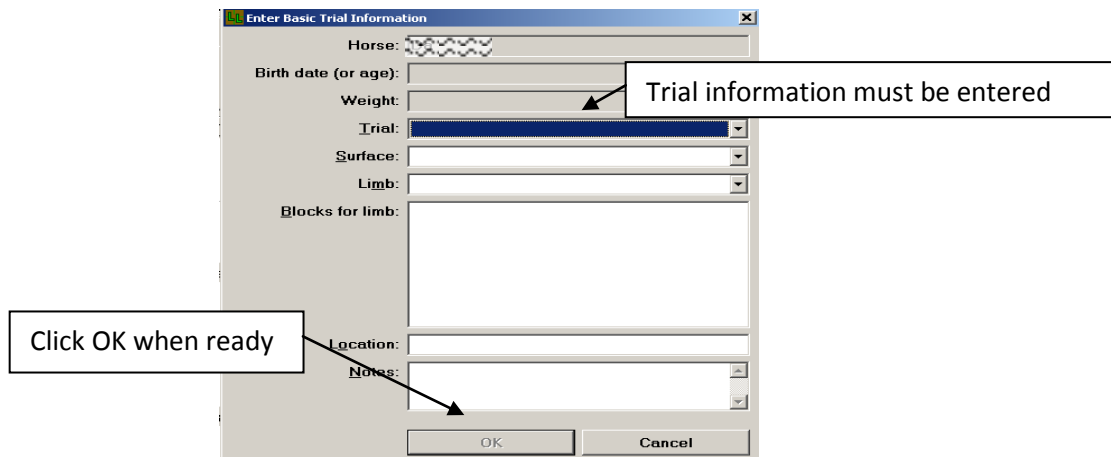 Enter Basic Trial Information
Horse:
Birth date (or age):
Trial information must be entered
Weight:
Trial:
Surface:
Limb:
Blocks for limb:
Click OK when ready
Location:
Notes:
OK Cancel